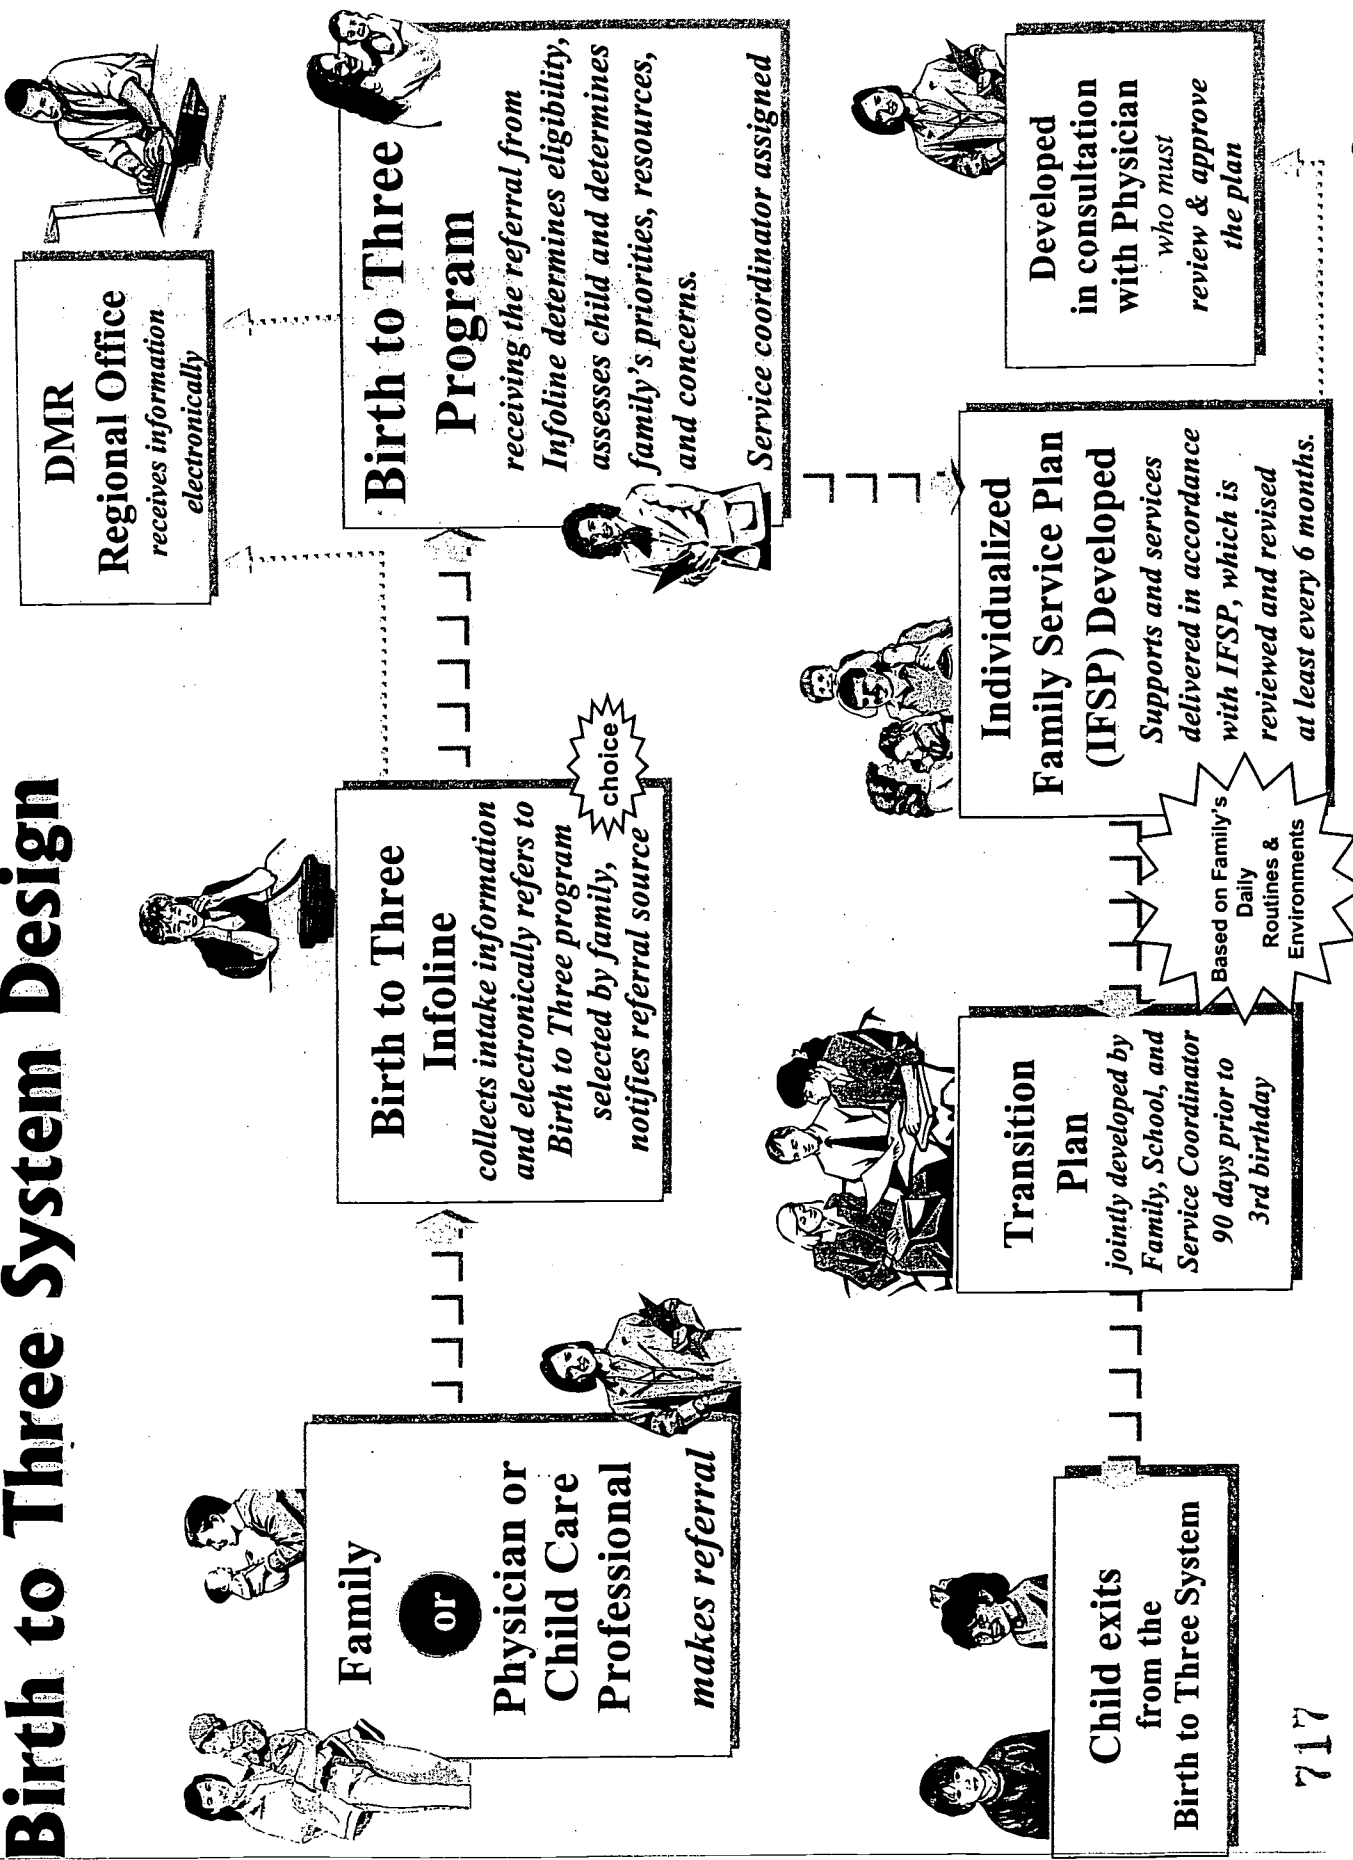 Birth to Three System Design
Family
or
Physician or
Child Care
Professional
makes referral
Birth to Three
Infoline
collects intake information
and electronically refers to
Birth to Three program
selected by family,
notifies referral source
choice
DMR
Regional Office
receives information
electronically
Birth to Three
Program
receiving the referral from
Infoline determines eligibility,
assesses child and determines
family's priorities, resources,
and concerns.
Service coordinator assigned
Child exits
from the
Birth to Three System
Transition
Plan
jointly developed by
Family, School, and
Service Coordinator
90 days prior to
3rd birthday
Based on Family's
Daily
Routines &
Environments
Individualized
Family Service Plan
(IFSP) Developed
Supports and services
delivered in accordance
with IFSP, which is
reviewed and revised
at least every 6 months.
Developed
in consultation
with Physician
who must
review & approve
the plan
717